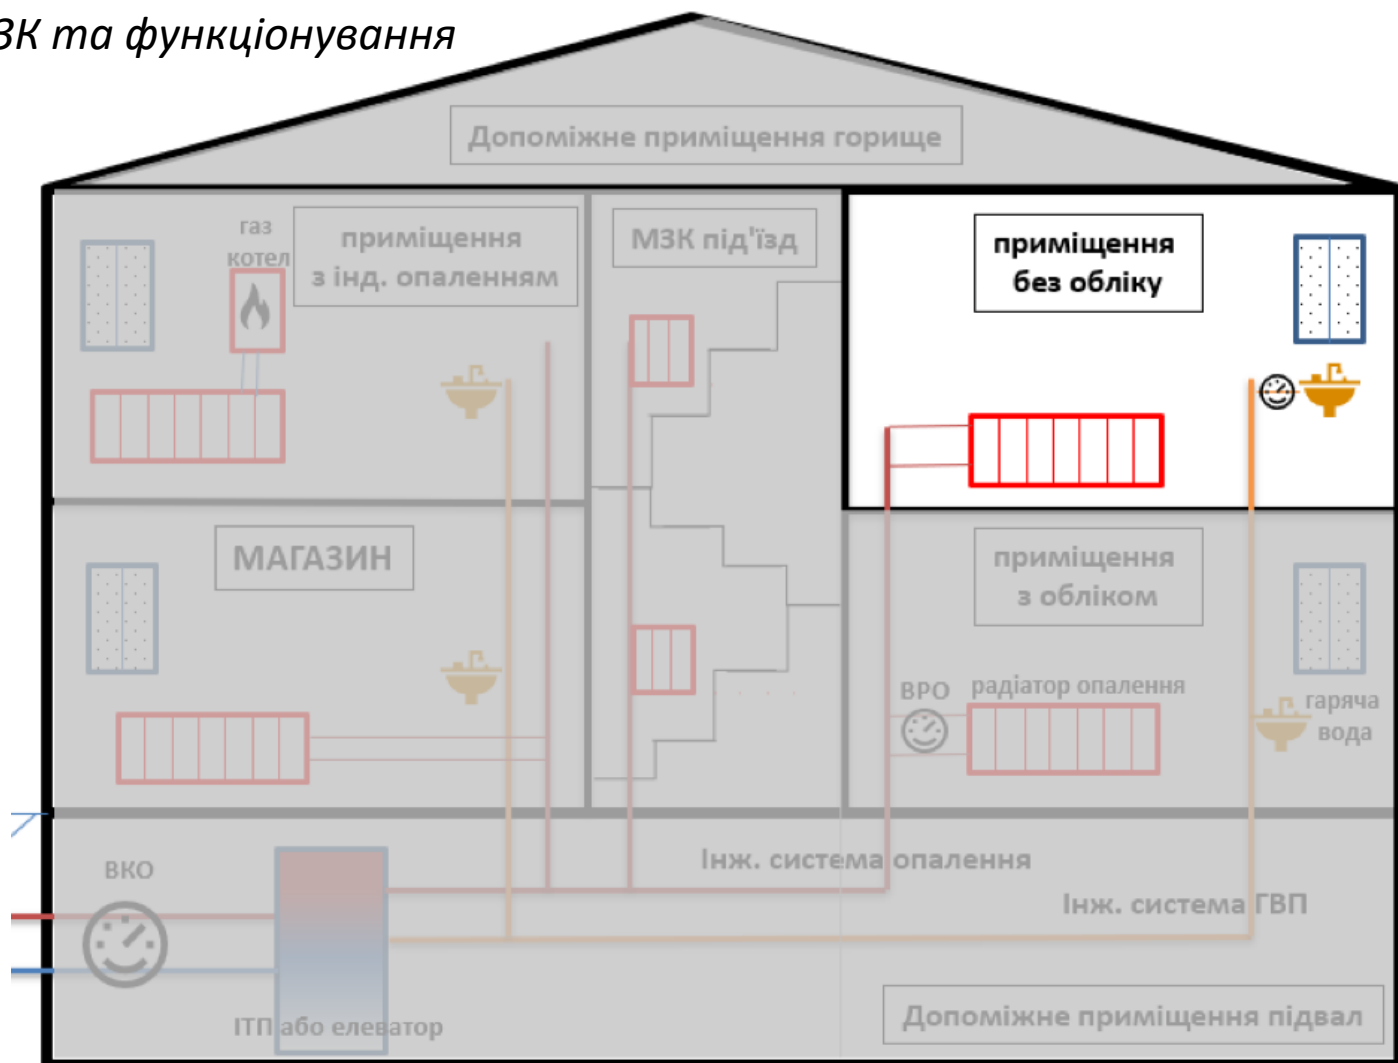 ЗК та функціонування
Допоміжне приміщення горище
газ
котел
приміщення
з інд. опаленням
МЗК під'їзд
приміщення
без обліку
МАГАЗИН
приміщення
з обліком
ВРО
радіатор опалення
гаряча
вода
ВКО
Інж. система опалення
Інж. система ГВП
ІТП або елеватор
Допоміжне приміщення підвал